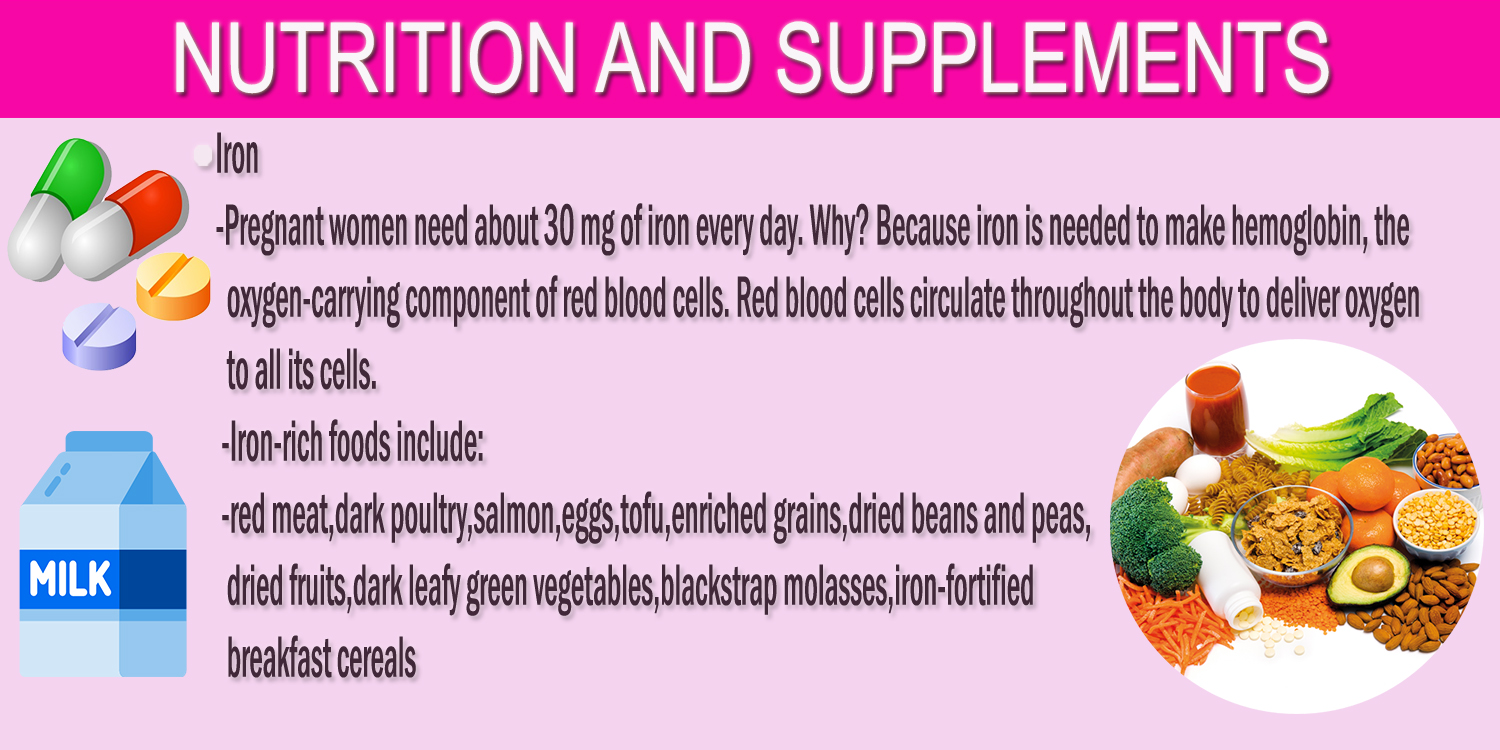 NUTRITION AND SUPPLEMENTS
Iron
-Pregnant women need about 30 mg of iron every day. Why? Because iron is needed to make hemoglobin, the
oxygen-carrying component of red blood cells. Red blood cells circulate throughout the body to deliver oxygen
to all its cells.
-Iron-rich foods include:
-red meat,dark poultry,salmon,eggs,tofu,enriched grains,dried beans and peas,
dried fruits,dark leafy green vegetables,blackstrap molasses,iron-fortified
breakfast cereals
MILK